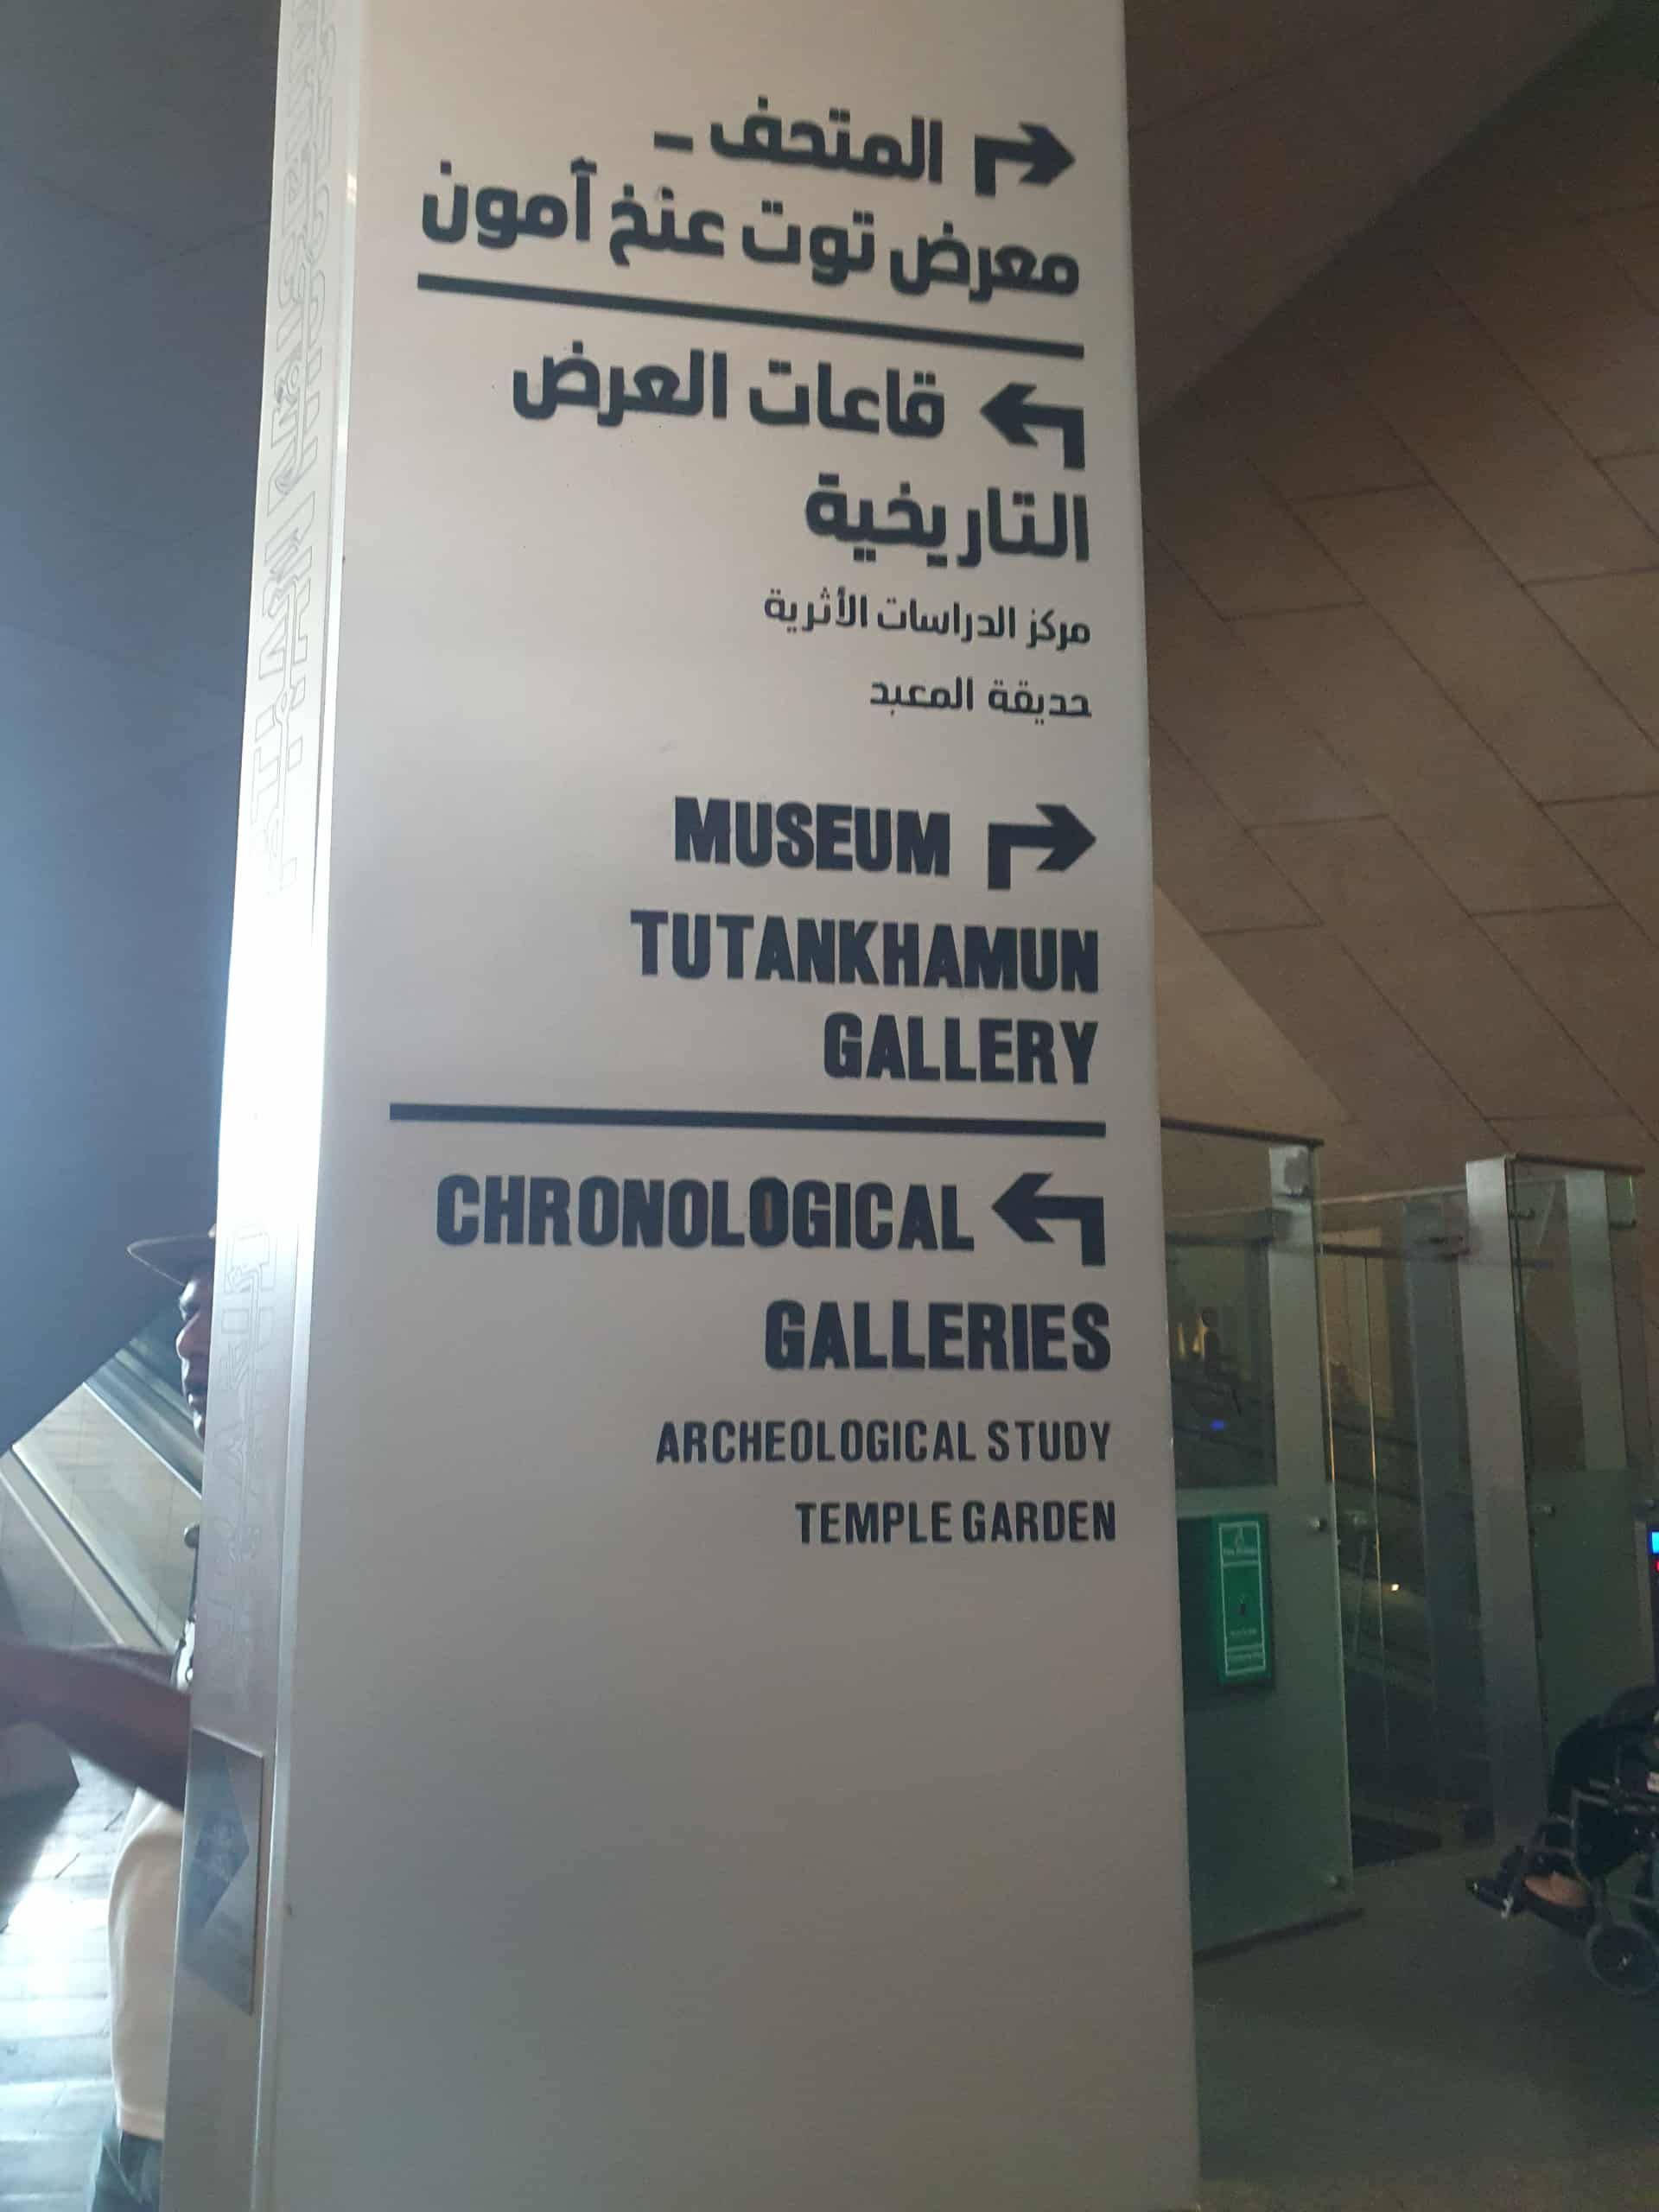 المتحف –
معرض توت عنخ آمون
قاعات العرض
التاريخية
مركز الدراسات الأثرية
حديقة المعبد
MUSEUM
TUTANKHAMUN
GALLERY
CHRONOLOGICAL
GALLERIES
ARCHEOLOGICAL STUDY
TEMPLE GARDEN